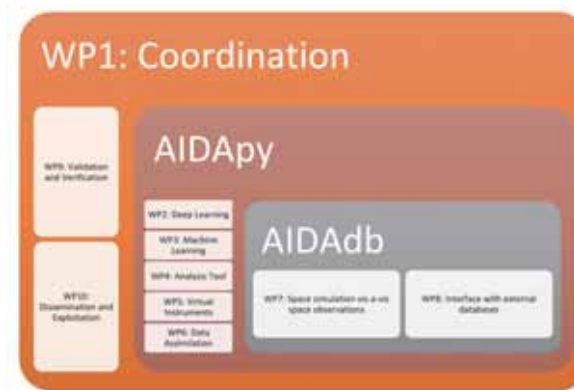 WP1: Coordination
WP9: Validation
and Verification
WP10:
Dissemination and
Exploitation
AIDApy
WP2: Deep Learning
WP3: Machine
Learning
WP4: Analysis Tool
WP5: Virtual
Instruments
WP6: Data
Assimilation
AIDAdb
WP7: Space simulation vis a vis
space observations
WP8: Interface with external
databases